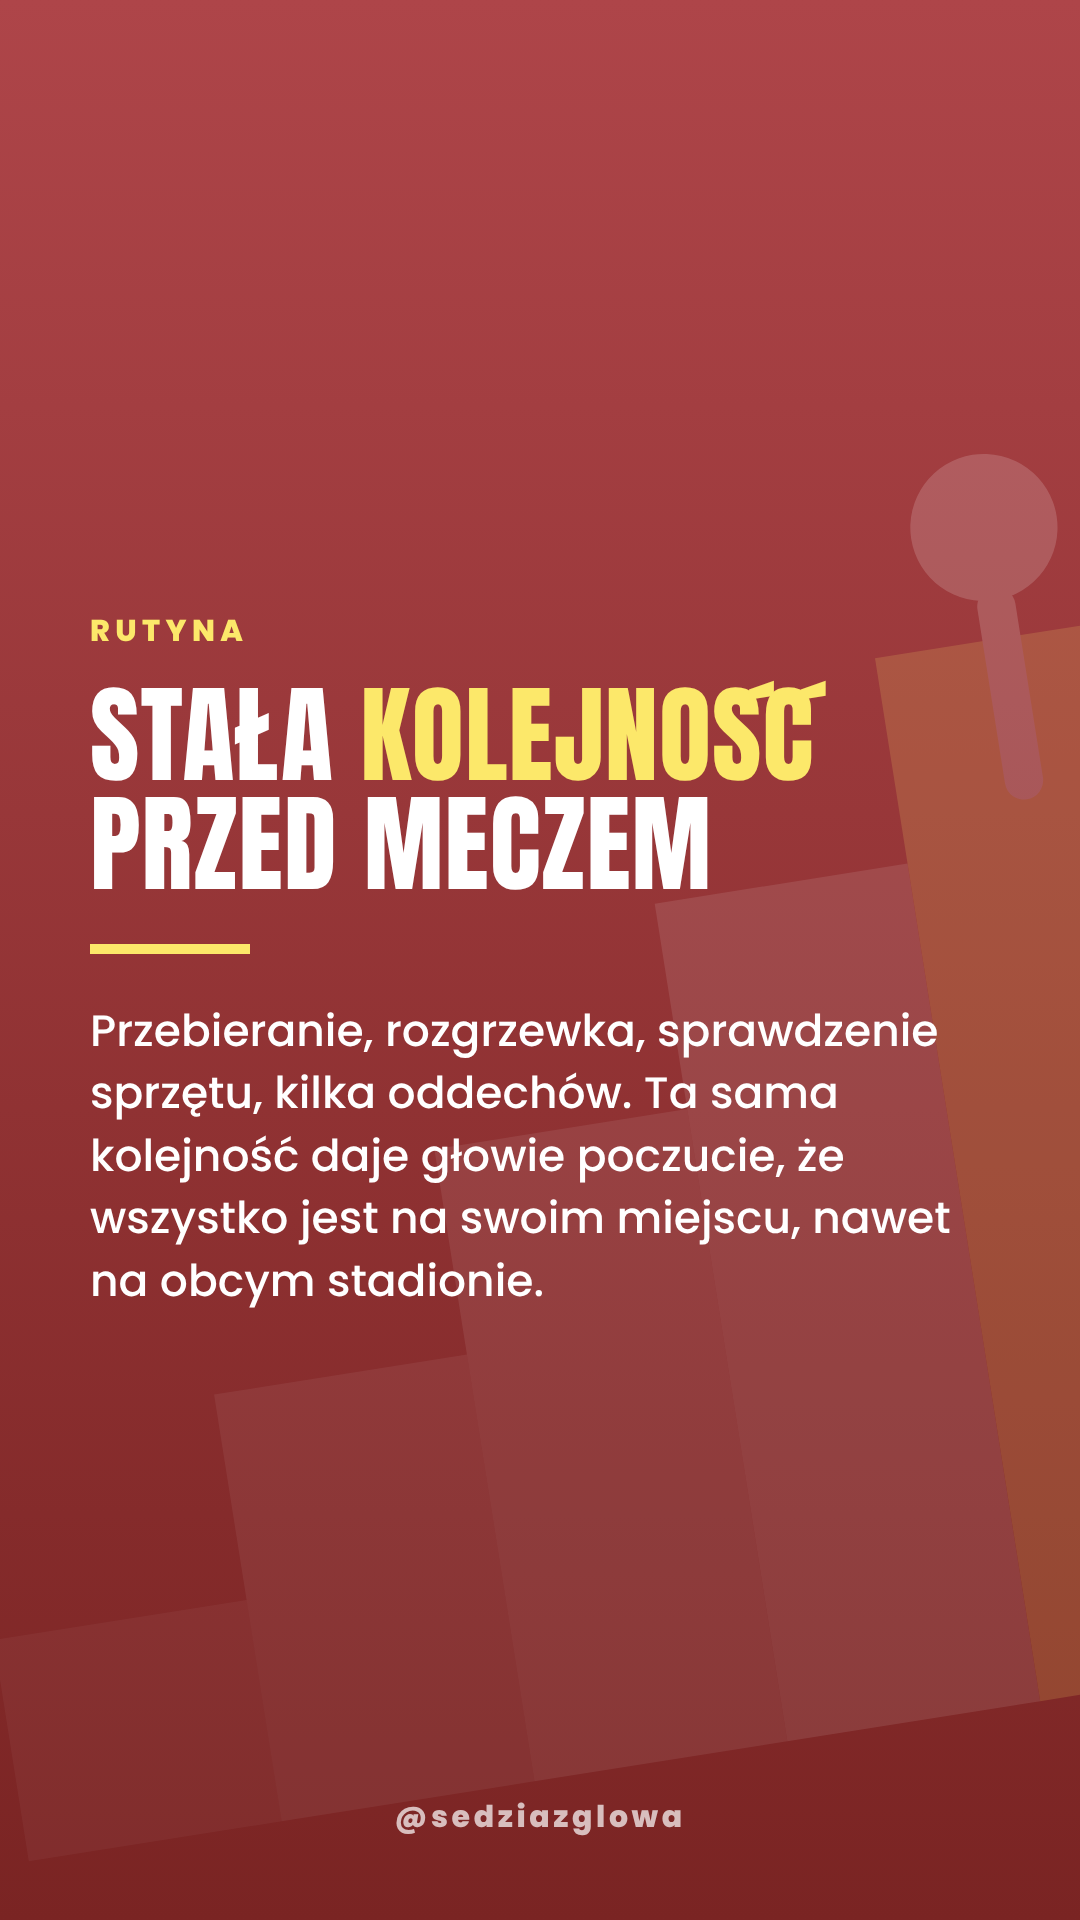 RUTYNA
STAŁA KOLEJNOŚĆ
PRZED MECZEM
Przebieranie, rozgrzewka, sprawdzenie
sprzętu, kilka oddechów. Ta sama
kolejność daje głowie poczucie, że
wszystko jest na swoim miejscu, nawet
na obcym stadionie.
@sedziazglowa